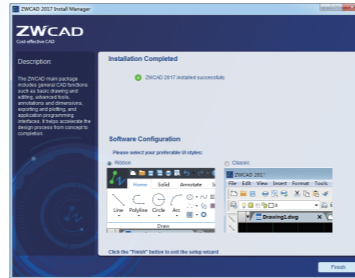 ZWCAD 2017 Install Manager
ZWCAD
Cost-effective CAD
Description:
The ZWCAD main package
includes general CAD functions
such as basic drawing and
editing, advanced tools,
annotations and dimensions,
exporting and plotting, and
application programming
interfaces. It helps accelerate the
design process from concept to
completion.
Installation Completed
ZWCAD 2017 installed successfully
Software Configuration
Please select your preferable UI styles:
Ribbon
Classic
Home Solid Annotate
Line Polyline Circle Arc
Draw
ZWCAD 2017
File Edit View Insert Format Tools
Drawing1.dwg
Click the "Finish" button to exit the setup wizard
Finish